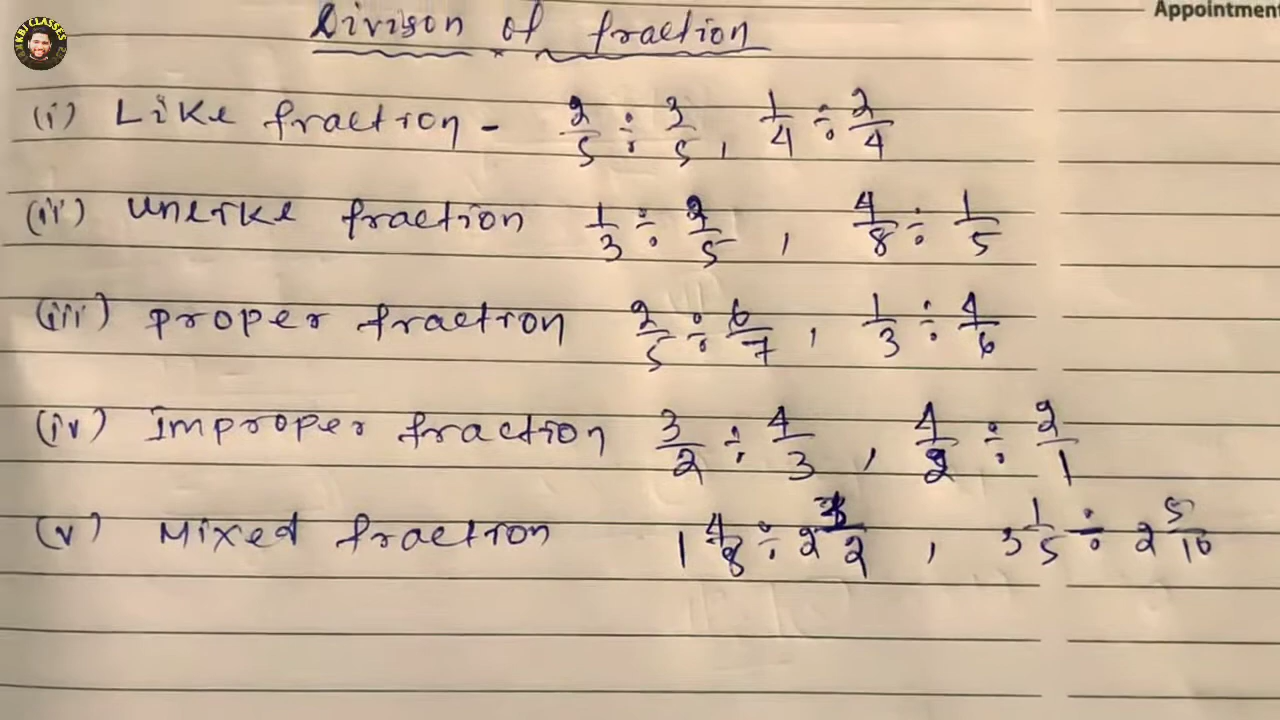 Appointment
KBJ CLASSES
Divison of fraction
(i) Like fraction - 2/5 ÷ 3/5, 1/4 ÷ 2/4
(ii) unlike fraction 1/3 ÷ 2/5, 4/8 ÷ 1/5
(iii) proper fraction 2/5 ÷ 6/7, 1/3 ÷ 4/6
(iv) Improper fraction 3/2 ÷ 4/3, 4/2 ÷ 2/1
(v) Mixed fraction 1 4/8 ÷ 2 /2, 3 1/5 ÷ 2 5/10